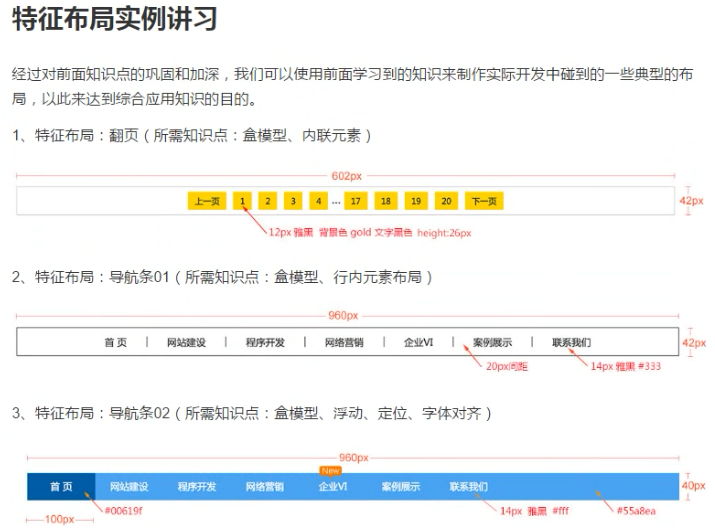 特征布局实例讲习
经过对前面知识点的巩固和加深，我们可以使用前面学习到的知识来制作实际开发中碰到的一些典型的布
局，以此来达到综合应用知识的目的。
1、特征布局：翻页（所需知识点：盒模型、内联元素）
602px
上一页 1 2 3 4 ... 17 18 19 20 下一页
42px
12px 雅黑 背景色 gold 文字黑色 height:26px
2、特征布局：导航条01（所需知识点：盒模型、行内元素布局）
960px
首 页 | 网站建设 | 程序开发 | 网络营销 | 企业VI | 案例展示 | 联系我们
42px
20px间距
14px 雅黑 #333
3、特征布局：导航条02（所需知识点：盒模型、浮动、定位、字体对齐）
960px
New
首 页 网站建设 程序开发 网络营销 企业VI 案例展示 联系我们
40px
#00619f
14px 雅黑 #fff
#55a8ea
100px